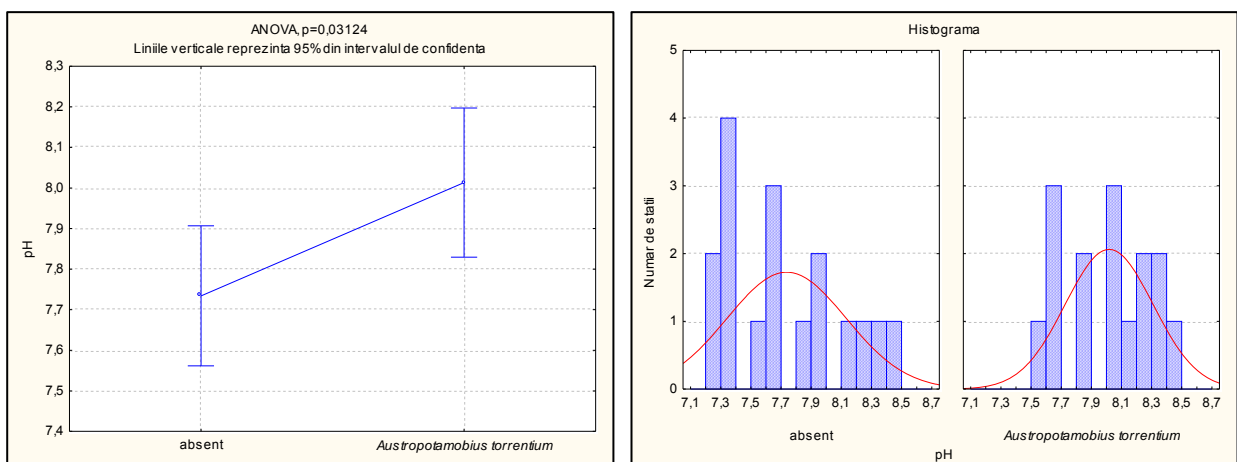 ANOVA, p=0,03124
Liniile verticale reprezinta 95% din intervalul de confidenta
8,3
8,2
8,1
8,0
7,9
7,8
7,7
7,6
7,5
7,4
pH
absent
Austropotamobius torrentium
Histograma
5
4
3
2
1
0
Numar de statii
7,1 7,3 7,5 7,7 7,9 8,1 8,3 8,5 8,7
absent
7,1 7,3 7,5 7,7 7,9 8,1 8,3 8,5 8,7
Austropotamobius torrentium
pH